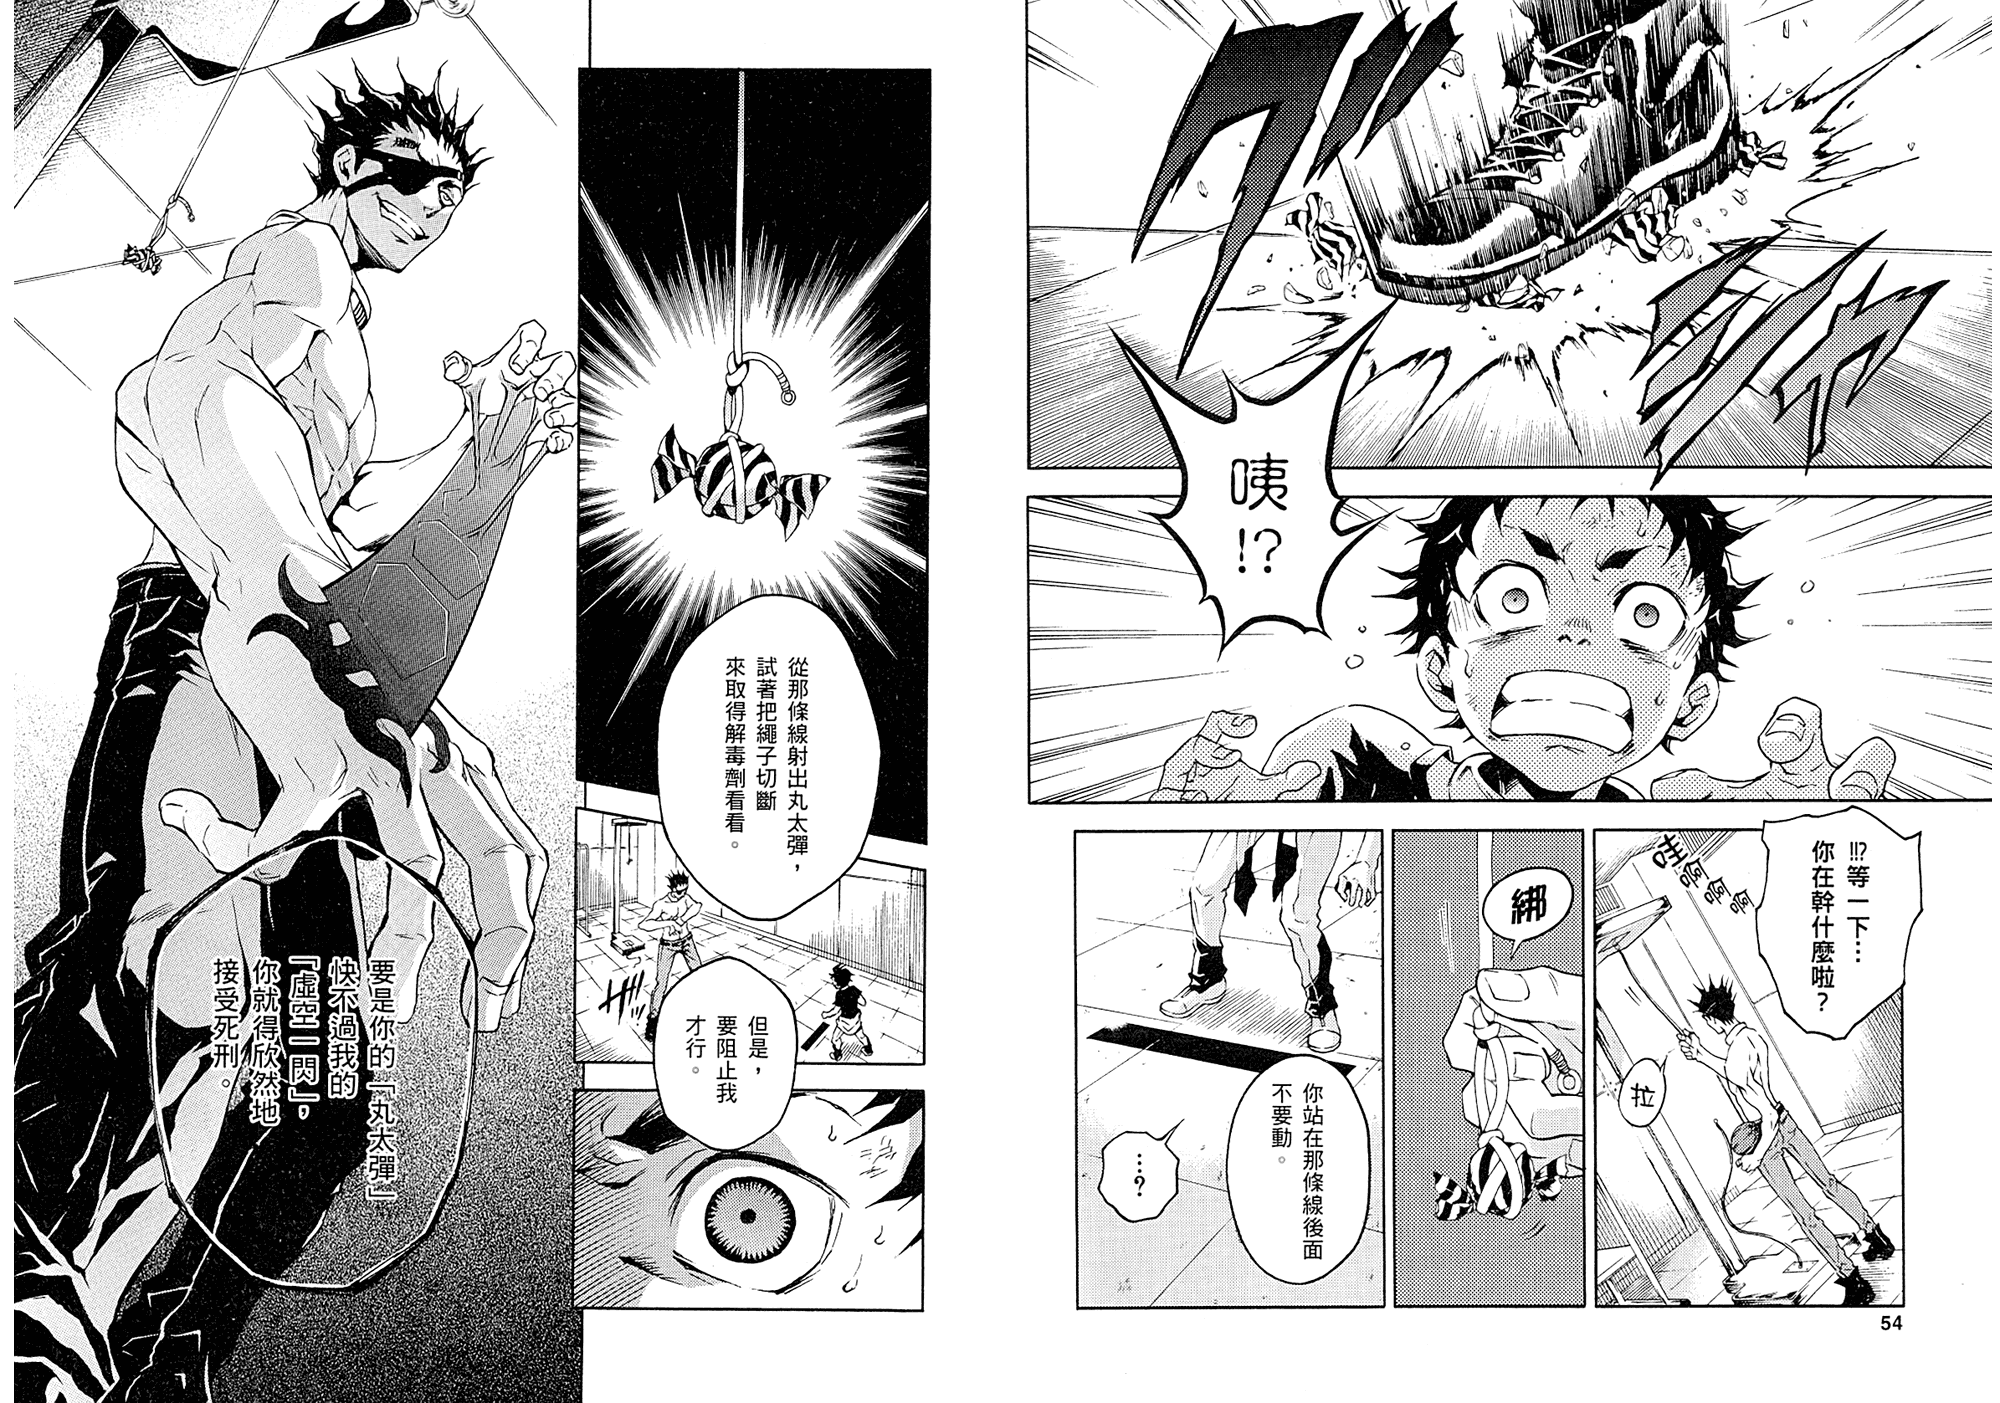 グシャ
咦
!?
!!?等一下…
你在幹什麼啦？
哇啊啊啊
拉
綁
你站在那條線後面
不要動。
…?
54
從那條線射出丸太彈，
試著把繩子切斷
來取得解毒劑看看。
但是，
要阻止我
才行。
要是你的「丸太彈」
快不過我的
「虛空一閃」，
你就得欣然地
接受死刑。